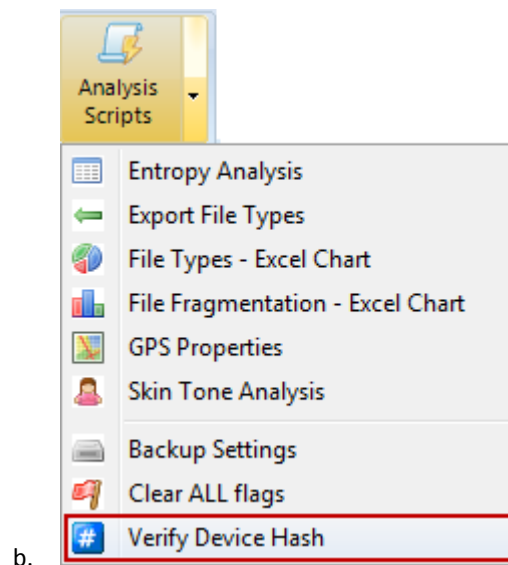 Analysis
Scripts
Entropy Analysis
Export File Types
File Types - Excel Chart
File Fragmentation - Excel Chart
GPS Properties
Skin Tone Analysis
Backup Settings
Clear ALL flags
# Verify Device Hash
b.